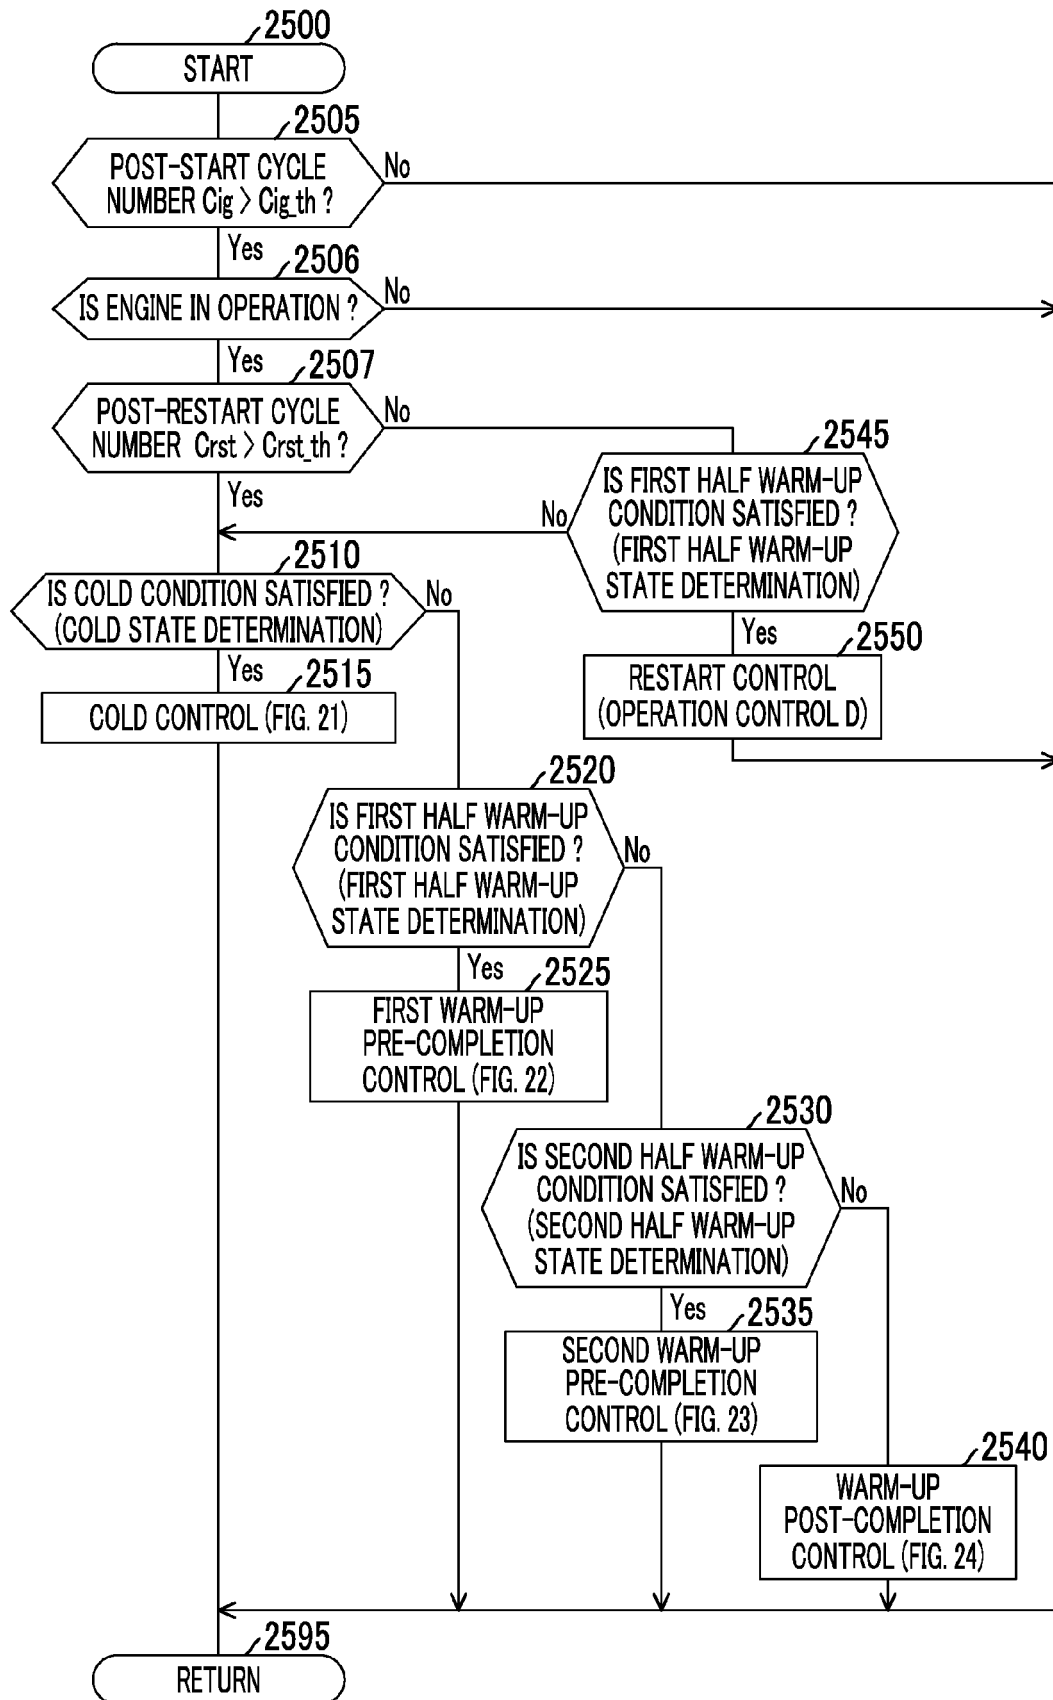 2500
START
2505
POST-START CYCLE
NUMBER Cig > Cig_th ?
No
Yes
2506
IS ENGINE IN OPERATION ?
No
Yes
2507
POST-RESTART CYCLE
NUMBER Crst > Crst_th ?
No
Yes
2545
IS FIRST HALF WARM-UP
CONDITION SATISFIED ?
(FIRST HALF WARM-UP
STATE DETERMINATION)
No
Yes
2510
IS COLD CONDITION SATISFIED ?
(COLD STATE DETERMINATION)
No
Yes
2550
RESTART CONTROL
(OPERATION CONTROL D)
2515
COLD CONTROL (FIG. 21)
2520
IS FIRST HALF WARM-UP
CONDITION SATISFIED ?
(FIRST HALF WARM-UP
STATE DETERMINATION)
No
Yes
2525
FIRST WARM-UP
PRE-COMPLETION
CONTROL (FIG. 22)
2530
IS SECOND HALF WARM-UP
CONDITION SATISFIED ?
(SECOND HALF WARM-UP
STATE DETERMINATION)
No
Yes
2535
SECOND WARM-UP
PRE-COMPLETION
CONTROL (FIG. 23)
2540
WARM-UP
POST-COMPLETION
CONTROL (FIG. 24)
2595
RETURN